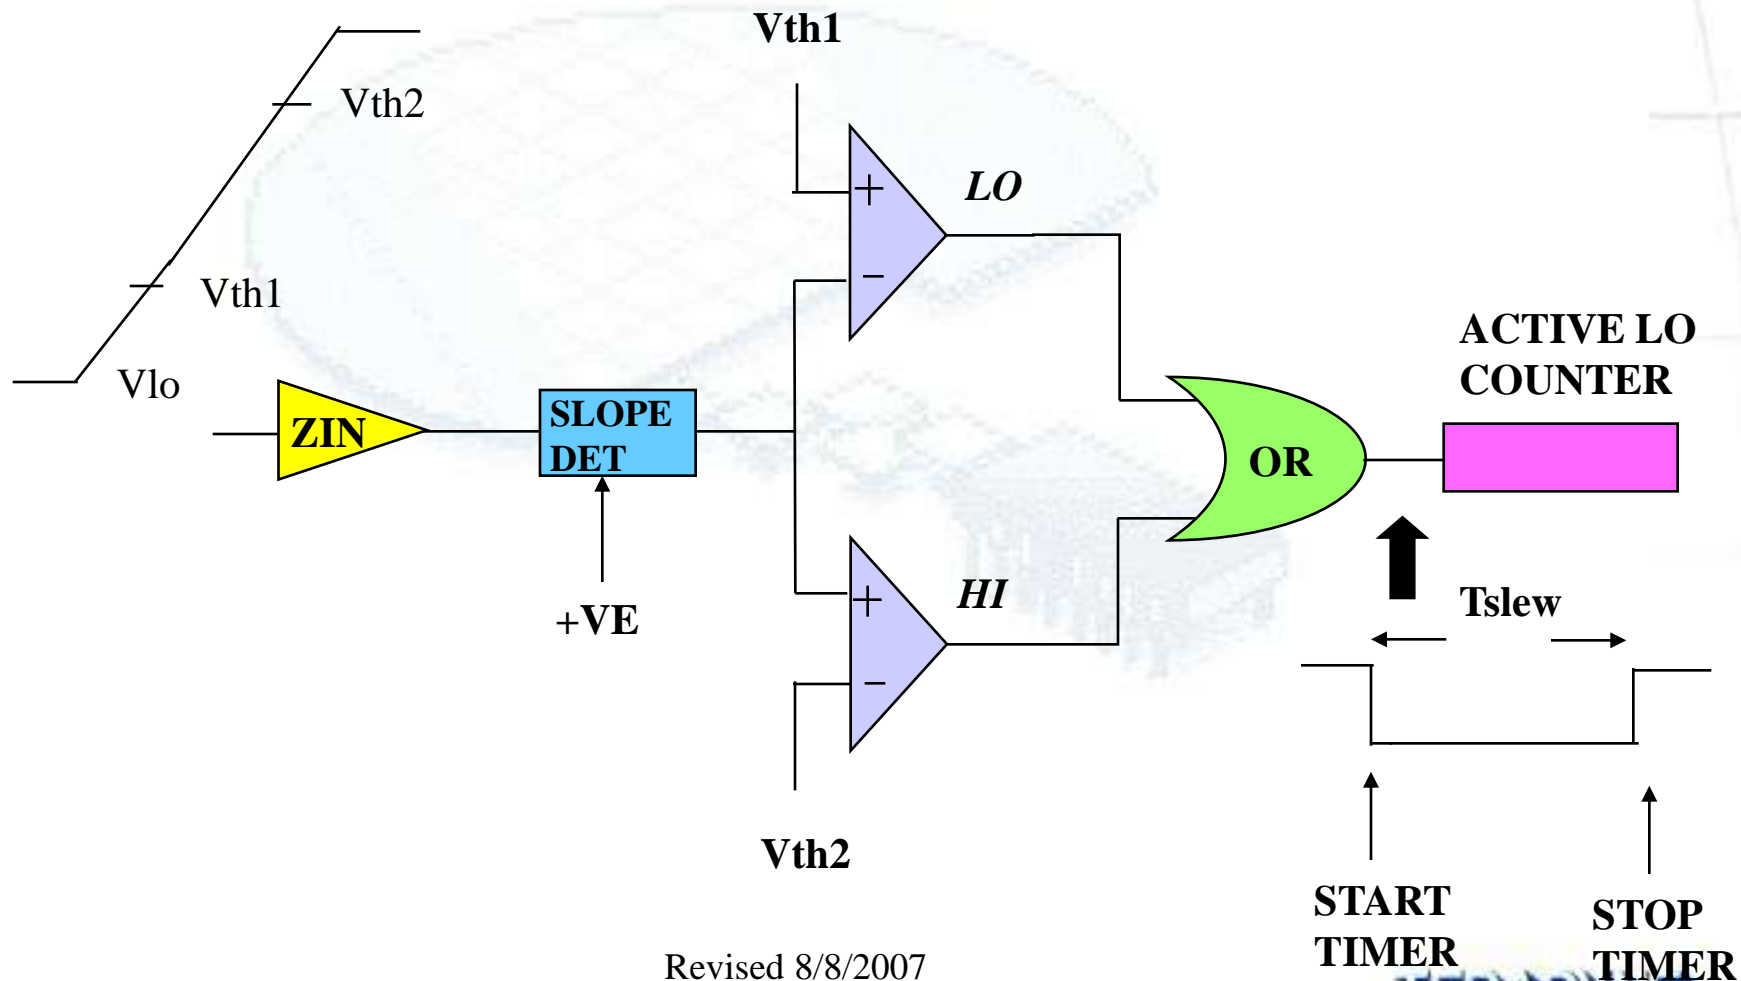 Vth1
Vth2
Vth1
Vlo
+
LO
−
ZIN
SLOPE
DET
+VE
+
HI
−
Vth2
OR
ACTIVE LO
COUNTER
Tslew
START
TIMER
STOP
TIMER
Revised 8/8/2007